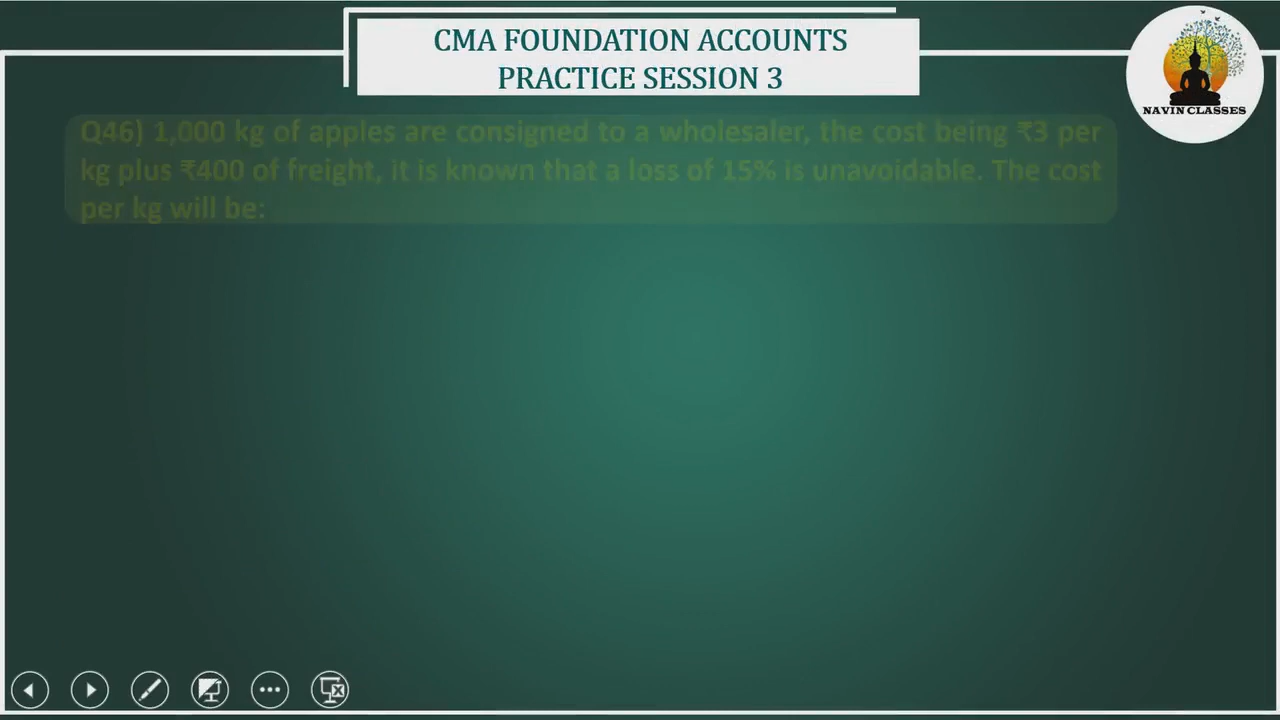 CMA FOUNDATION ACCOUNTS
PRACTICE SESSION 3
NAVIN CLASSES
Q46) 1,000 kg of apples are consigned to a wholesaler, the cost being ₹3 per
kg plus ₹400 of freight, it is known that a loss of 15% is unavoidable. The cost
per kg will be: